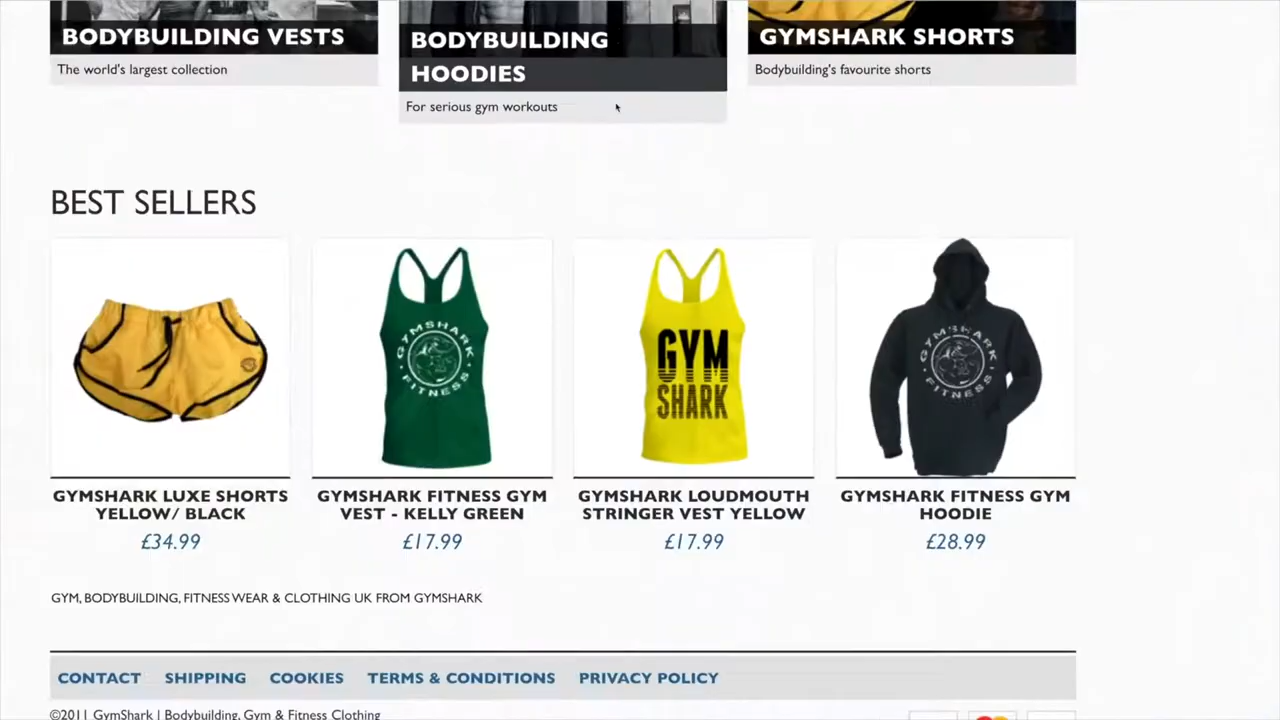 BODYBUILDING VESTS
The world's largest collection
BODYBUILDING
HOODIES
For serious gym workouts
GYMSHARK SHORTS
Bodybuilding's favourite shorts
BEST SELLERS
GYMSHARK
FITNESS
GYM
SHARK
GYMSHARK
FITNESS
GYMSHARK LUXE SHORTS
YELLOW/ BLACK
£34.99
GYMSHARK FITNESS GYM
VEST - KELLY GREEN
£17.99
GYMSHARK LOUDMOUTH
STRINGER VEST YELLOW
£17.99
GYMSHARK FITNESS GYM
HOODIE
£28.99
GYM, BODYBUILDING, FITNESS WEAR & CLOTHING UK FROM GYMSHARK
CONTACT SHIPPING COOKIES TERMS & CONDITIONS PRIVACY POLICY
©2011 GymShark | Bodybuilding, Gym & Fitness Clothing